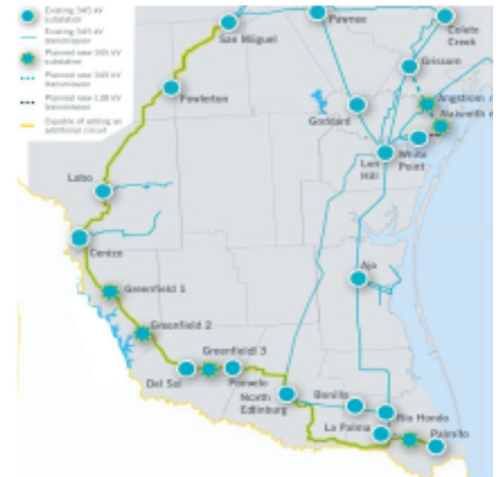 Existing 345 kV
substation
Existing 345 kV
transmission
Planned new 345 kV
substation
Planned new 345 kV
transmission
Planned new 138 kV
transmission
Capable of adding an
additional circuit
San Miguel
Pawnee
Coleto
Creek
Grissom
Fowlerton
Goddard
Angstrom
Naismith
Lon
Hill
White
Point
Lobo
Cenizo
Ajo
Greenfield 1
Greenfield 2
Greenfield 3
Del Sol
Pomelo
North
Edinburg
Bonilla
Rio Hondo
La Palma
Palmito